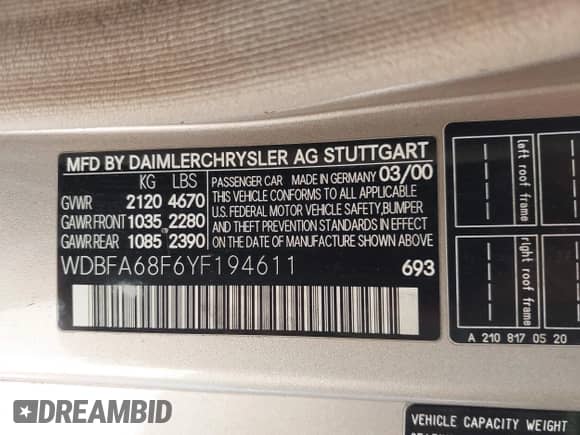 MFD BY DAIMLERCHRYSLER AG STUTTGART
KG LBS
GVWR 2120 4670
GAWR FRONT 1035 2280
GAWR REAR 1085 2390
PASSENGER CAR MADE IN GERMANY 03/00
THIS VEHICLE CONFORMS TO ALL APPLICABLE
U.S. FEDERAL MOTOR VEHICLE SAFETY, BUMPER
AND THEFT PREVENTION STANDARDS IN EFFECT
ON THE DATE OF MANUFACTURE SHOWN ABOVE.
WDBFA68F6YF194611 693
left roof frame
right roof frame
A 210 817 05 20
VEHICLE CAPACITY WEIGHT
DREAMBID